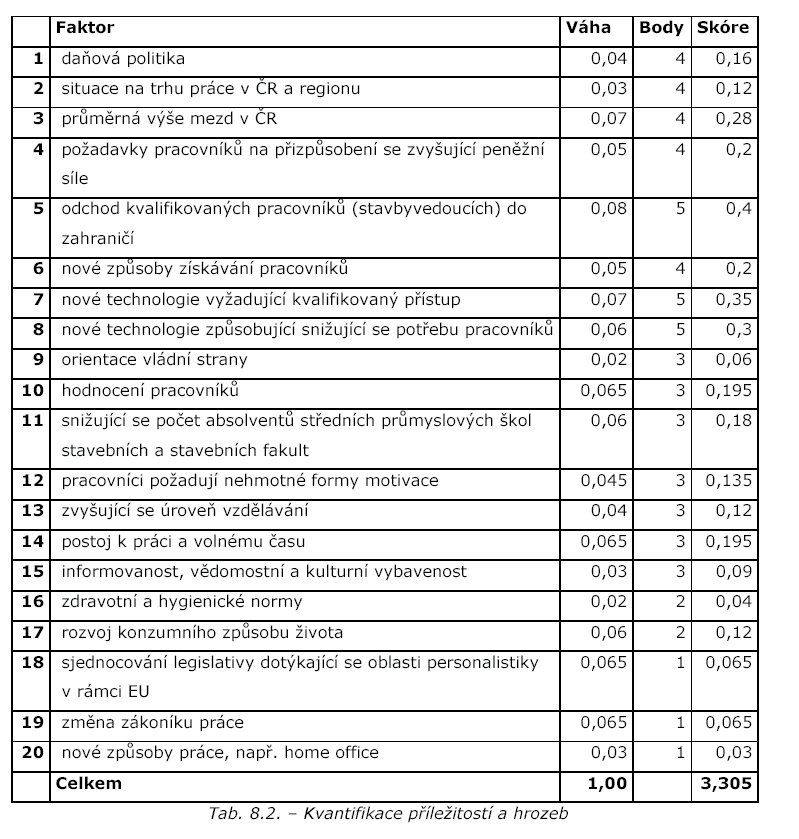 Faktor Váha Body Skóre
1 daňová politika 0,04 4 0,16
2 situace na trhu práce v ČR a regionu 0,03 4 0,12
3 průměrná výše mezd v ČR 0,07 4 0,28
4 požadavky pracovníků na přizpůsobení se zvyšující peněžní 0,05 4 0,2
síle
5 odchod kvalifikovaných pracovníků (stavbyvedoucích) do 0,08 5 0,4
zahraničí
6 nové způsoby získávání pracovníků 0,05 4 0,2
7 nové technologie vyžadující kvalifikovaný přístup 0,07 5 0,35
8 nové technologie způsobující snižující se potřebu pracovníků 0,06 5 0,3
9 orientace vládní strany 0,02 3 0,06
10 hodnocení pracovníků 0,065 3 0,195
11 snižující se počet absolventů středních průmyslových škol 0,06 3 0,18
stavebních a stavebních fakult
12 pracovníci požadují nehmotné formy motivace 0,045 3 0,135
13 zvyšující se úroveň vzdělávání 0,04 3 0,12
14 postoj k práci a volnému času 0,065 3 0,195
15 informovanost, vědomostní a kulturní vybavenost 0,03 3 0,09
16 zdravotní a hygienické normy 0,02 2 0,04
17 rozvoj konzumního způsobu života 0,06 2 0,12
18 sjednocování legislativy dotýkající se oblasti personalistiky 0,065 1 0,065
v rámci EU
19 změna zákoníku práce 0,065 1 0,065
20 nové způsoby práce, např. home office 0,03 1 0,03
Celkem 1,00 3,305
Tab. 8.2. – Kvantifikace příležitostí a hrozeb